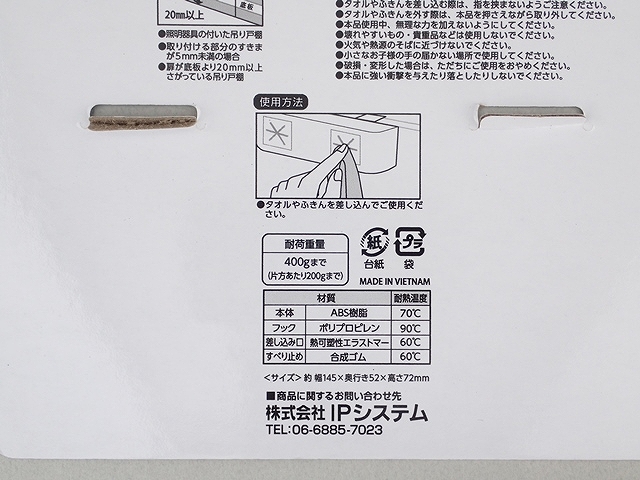 20mm以上
底板
●照明器具の付いた吊り戸棚
●取り付ける部分のすきま
が5mm未満の場合
●扉が底板より20mm以上
さがっている吊り戸棚
●タオルやふきんを差し込む際は、指を挟まないようご注意ください。
●タオルやふきんを外す際は、本品を押さえながら取り外してください。
●本品使用中、無理な力を加えないようにしてください。
●壊れやすいもの・貴重品などは使用しないでください。
●火気や熱源のそばに近づけないでください。
●小さなお子様の手の届かない場所で使用してください。
●破損・変形した場合は、ただちにご使用をおやめください。
●本品に強い衝撃を与えたり落としたりしないでください。
使用方法
●タオルやふきんを差し込んでご使用くだ
さい。
耐荷重量
400gまで
(片方あたり200gまで)
紙
台紙
プラ
袋
MADE IN VIETNAM
材質 耐熱温度
本体 ABS樹脂 70℃
フック ポリプロピレン 90℃
差し込み口 熱可塑性エラストマー 60℃
すべり止め 合成ゴム 60℃
<サイズ>約 幅145×奥行き52×高さ72mm
■商品に関するお問い合わせ先
株式会社 IPシステム
TEL:06-6885-7023